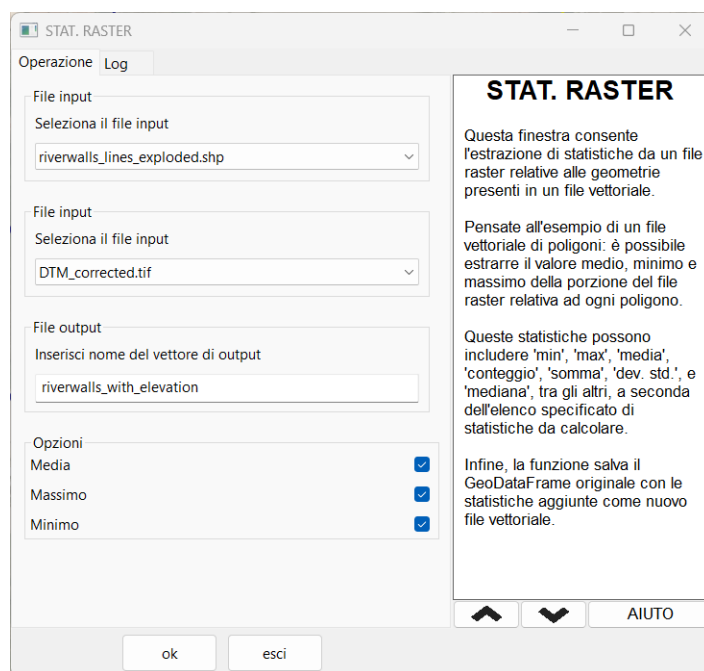 STAT. RASTER
Operazione
Log
File input
Seleziona il file input
riverwalls_lines_exploded.shp
File input
Seleziona il file input
DTM_corrected.tif
File output
Inserisci nome del vettore di output
riverwalls_with_elevation
Opzioni
Media
Massimo
Minimo
ok
esci
STAT. RASTER
Questa finestra consente
l'estrazione di statistiche da un file
raster relative alle geometrie
presenti in un file vettoriale.
Pensate all'esempio di un file
vettoriale di poligoni: è possibile
estrarre il valore medio, minimo e
massimo della porzione del file
raster relativa ad ogni poligono.
Queste statistiche possono
includere 'min', 'max', 'media',
'conteggio', 'somma', 'dev. std.', e
'mediana', tra gli altri, a seconda
dell'elenco specificato di
statistiche da calcolare.
Infine, la funzione salva il
GeoDataFrame originale con le
statistiche aggiunte come nuovo
file vettoriale.
AIUTO